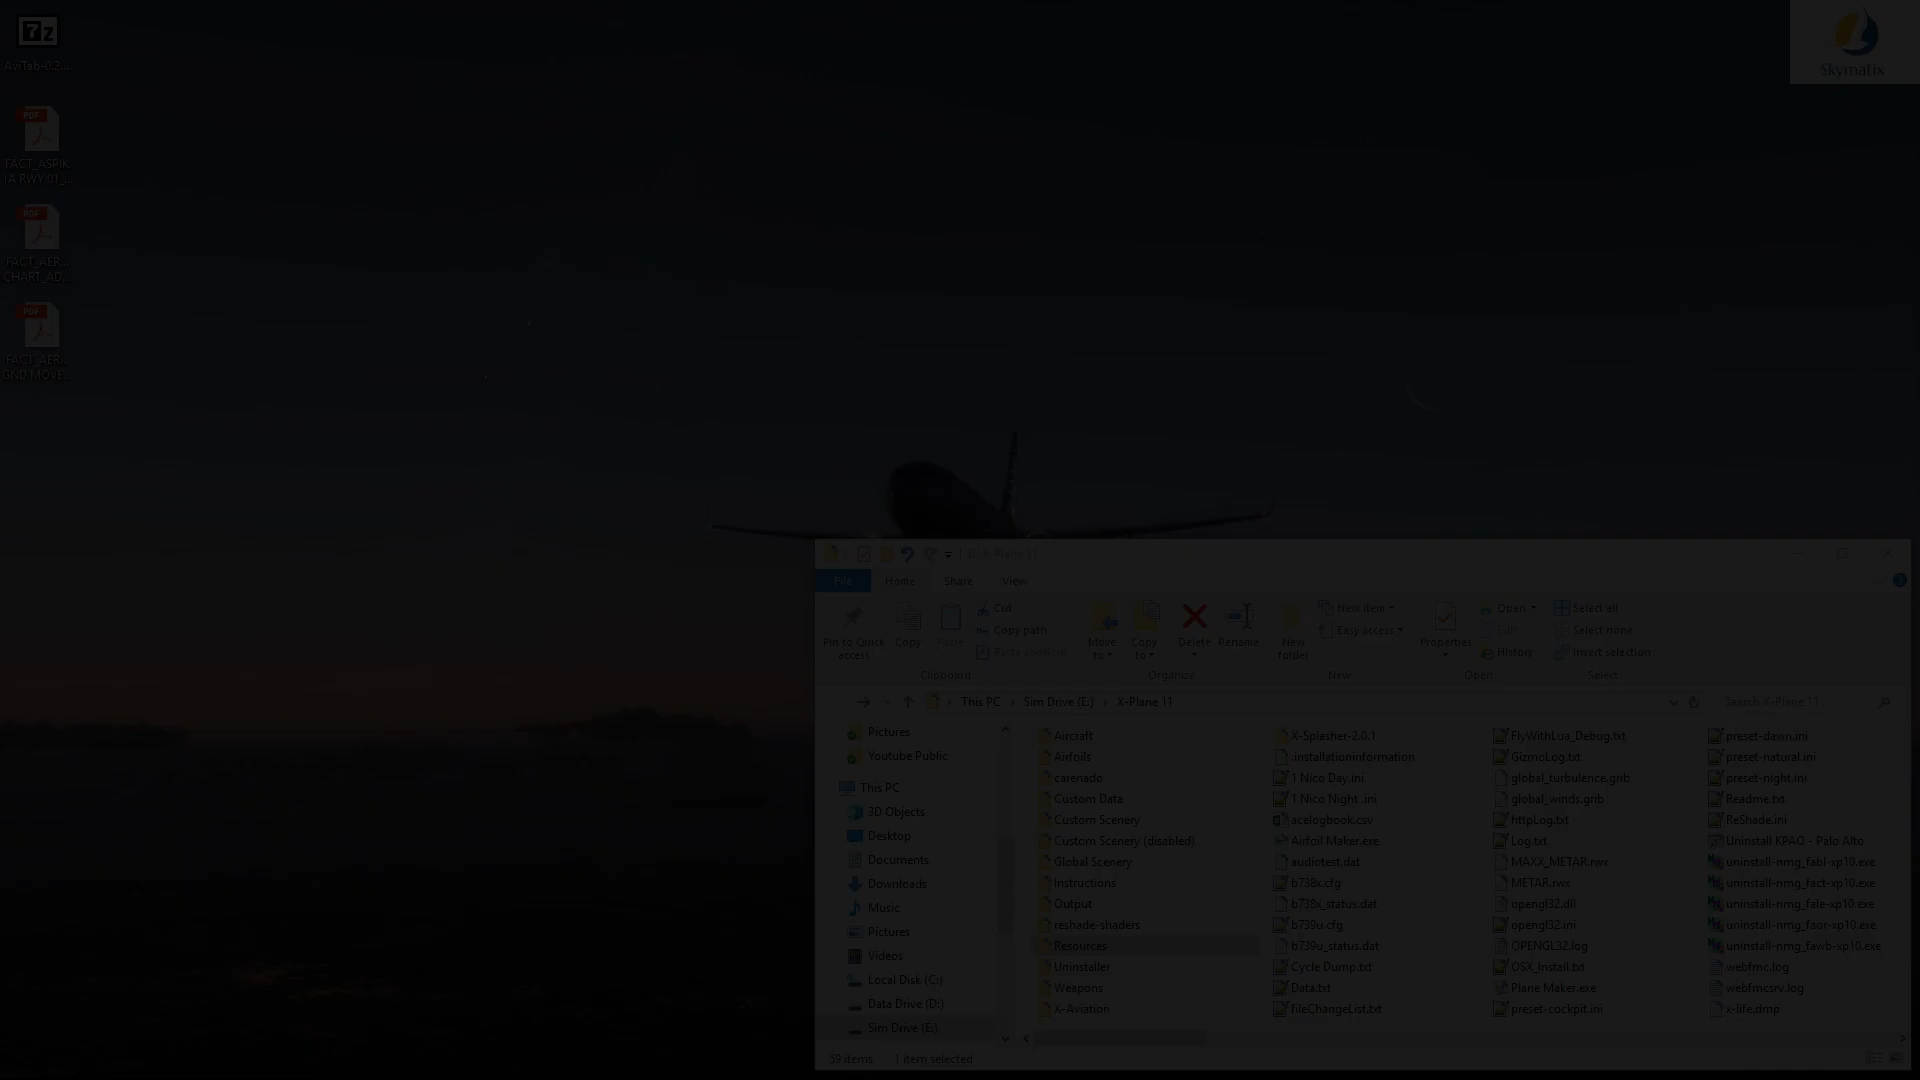 7z
AviTab-0.2....
PDF
FACT_ASPIK
1A RWY 01_...
PDF
FACT_AER...
CHART_AD...
PDF
FACT_AER...
GND MOVE...
Skymatix
E:\X-Plane 11
File Home Share View
Pin to Quick access
Copy
Paste
Cut
Copy path
Paste shortcut
Move to
Copy to
Delete
Rename
New folder
New item
Easy access
Properties
Open
Edit
History
Select all
Select none
Invert selection
Clipboard Organize New Open Select
This PC Sim Drive (E:) X-Plane 11
Search X-Plane 11
Pictures
Youtube Public
This PC
3D Objects
Desktop
Documents
Downloads
Music
Pictures
Videos
Local Disk (C:)
Data Drive (D:)
Sim Drive (E:)
Aircraft
Airfoils
carenado
Custom Data
Custom Scenery
Custom Scenery (disabled)
Global Scenery
Instructions
Output
reshade-shaders
Resources
Uninstaller
Weapons
X-Aviation
X-Splasher-2.0.1
.installationinformation
1 Nico Day.ini
1 Nico Night .ini
acelogbook.csv
Airfoil Maker.exe
audiotest.dat
b738x.cfg
b738x_status.dat
b739u.cfg
b739u_status.dat
Cycle Dump.txt
Data.txt
fileChangeList.txt
FlyWithLua_Debug.txt
GizmoLog.txt
global_turbulence.grib
global_winds.grib
httpLog.txt
Log.txt
MAXX_METAR.rwx
METAR.rwx
opengl32.dll
opengl32.ini
OPENGL32.log
OSX_Install.txt
Plane Maker.exe
preset-cockpit.ini
preset-dawn.ini
preset-natural.ini
preset-night.ini
Readme.txt
ReShade.ini
Uninstall KPAO - Palo Alto
uninstall-nmg_fabl-xp10.exe
uninstall-nmg_fact-xp10.exe
uninstall-nmg_fale-xp10.exe
uninstall-nmg_faor-xp10.exe
uninstall-nmg_fawb-xp10.exe
webfmc.log
webfmcsrv.log
x-life.dmp
59 items 1 item selected